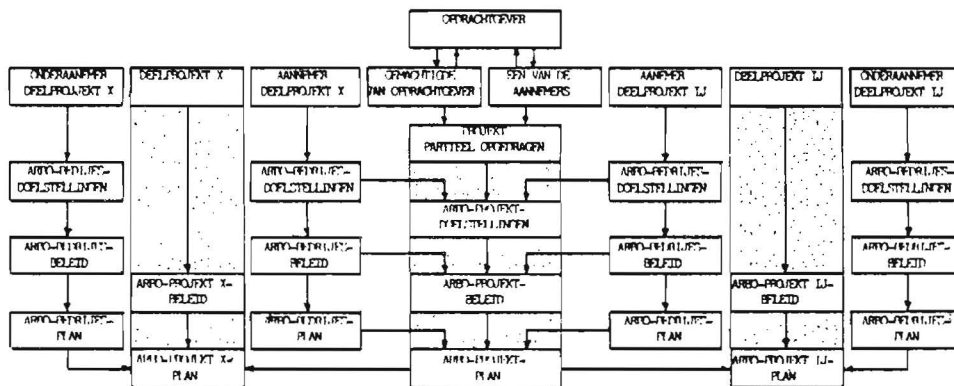 OPDRACHTGEVER
ONDERAANEMER
DEELPROJEKT X
DEELPROJEKT X
AANNEMER
DEELPROJEKT X
GEMACHTIGDE
VAN OPDRACHTGEVER
EEN VAN DE
AANNEMERS
AANEMER
DEELPROJEKT IJ
DEELPROJEKT IJ
ONDERAANNEMER
DEELPROJEKT IJ
PROJEKT
PARTTEEL OPGEDRAGEN
ARBO-BEDRIJFS-
DOELSTELLINGEN
ARBO-BEDRIJFS-
DOELSTELLINGEN
ARBO-BEDRIJFS-
DOELSTELLINGEN
ARBO-BEDRIJFS-
DOELSTELLINGEN
ARBO-PROJEKT-
DOELSTELLINGEN
ARBO-BEDRIJFS-
BELEID
ARBO-BEDRIJFS-
BELEID
ARBO-BEDRIJFS-
BELEID
ARBO-BEDRIJFS-
BELEID
ARBO-PROJEKT X-
BELEID
ARBO-PROJEKT-
BELEID
ARBO-PROJEKT IJ-
BELEID
ARBO-BEDRIJFS-
PLAN
ARBO-BEDRIJFS-
PLAN
ARBO-BEDRIJFS-
PLAN
ARBO-BEDRIJFS-
PLAN
ARBO-PROJEKT X-
PLAN
ARBO-PROJEKT-
PLAN
ARBO-PROJEKT IJ-
PLAN